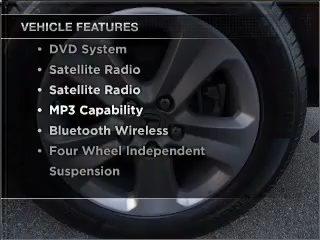 VEHICLE FEATURES
• DVD System
• Satellite Radio
• Satellite Radio
• MP3 Capability
• Bluetooth Wireless
• Four Wheel Independent
Suspension